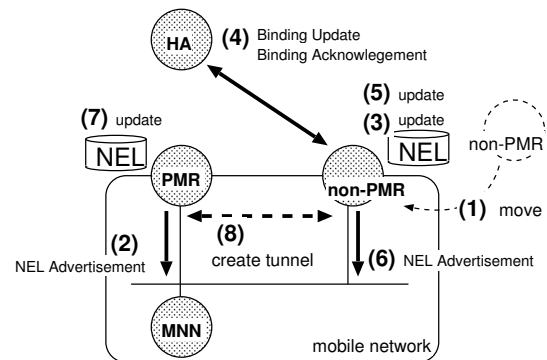 HA
(4) Binding Update
Binding Acknowlegement
(7) update
NEL
(5) update
(3) update
NEL
non-PMR
PMR
non-PMR
(1) move
(2)
NEL Advertisement
(8)
create tunnel
(6) NEL Advertisement
MNN
mobile network